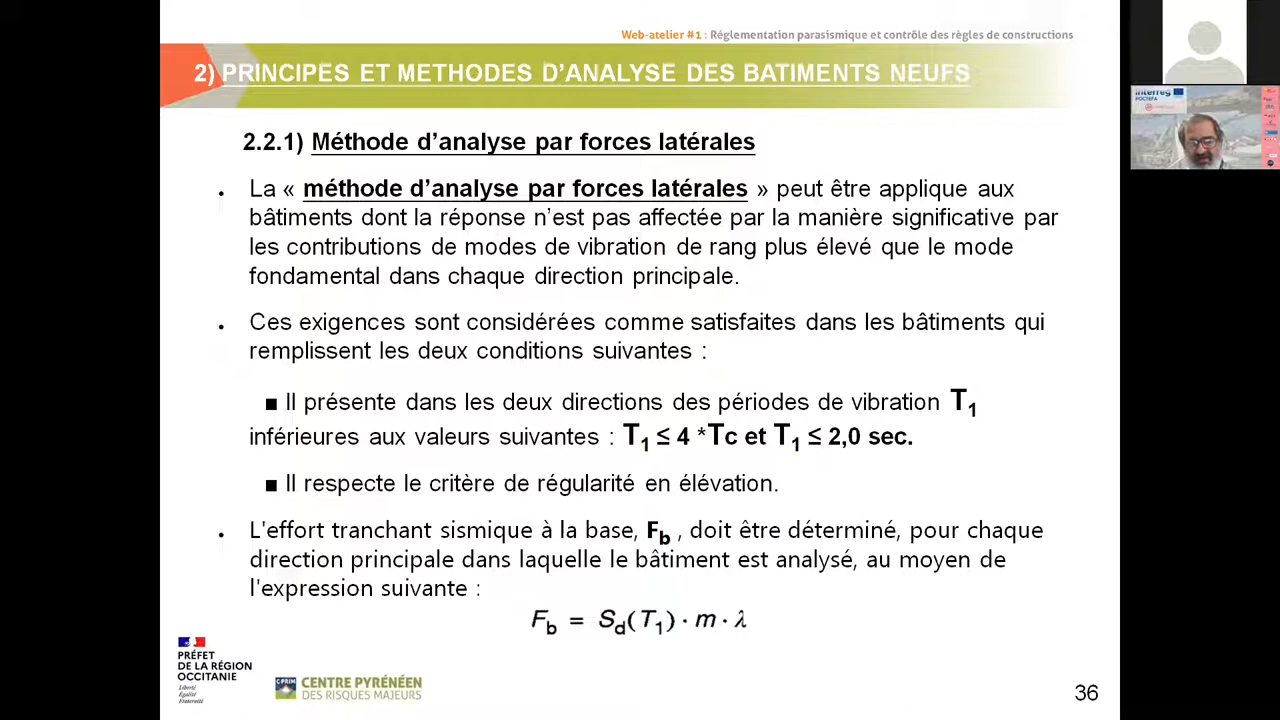 Web-atelier #1 : Réglementation parasismique et contrôle des règles de constructions
2) PRINCIPES ET METHODES D'ANALYSE DES BATIMENTS NEUFS
2.2.1) Méthode d'analyse par forces latérales
• La « méthode d'analyse par forces latérales » peut être applique aux
bâtiments dont la réponse n'est pas affectée par la manière significative par
les contributions de modes de vibration de rang plus élevé que le mode
fondamental dans chaque direction principale.
• Ces exigences sont considérées comme satisfaites dans les bâtiments qui
remplissent les deux conditions suivantes :
■ Il présente dans les deux directions des périodes de vibration T1
inférieures aux valeurs suivantes : T1 ≤ 4 *Tc et T1 ≤ 2,0 sec.
■ Il respecte le critère de régularité en élévation.
• L'effort tranchant sismique à la base, Fb , doit être déterminé, pour chaque
direction principale dans laquelle le bâtiment est analysé, au moyen de
l'expression suivante :
Fb = Sd(T1) · m · λ
PRÉFET
DE LA RÉGION
OCCITANIE
Liberté
Égalité
Fraternité
CPRIM
CENTRE PYRÉNÉEN
DES RISQUES MAJEURS
36
Interreg
POCTEFA